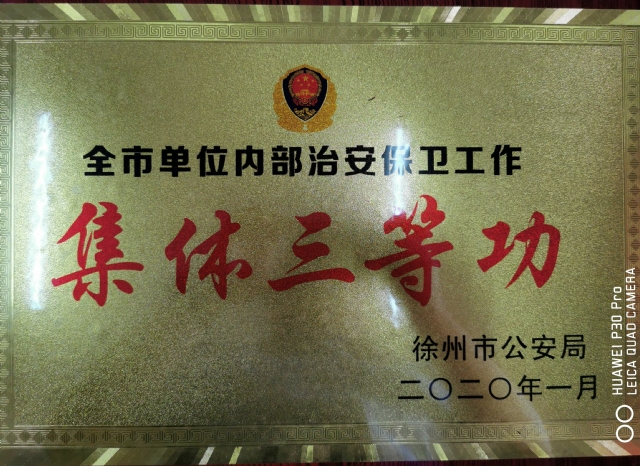 全市单位内部治安保卫工作
集体三等功
徐州市公安局
二〇二〇年一月
HUAWEI P30 Pro
LEICA QUAD CAMERA